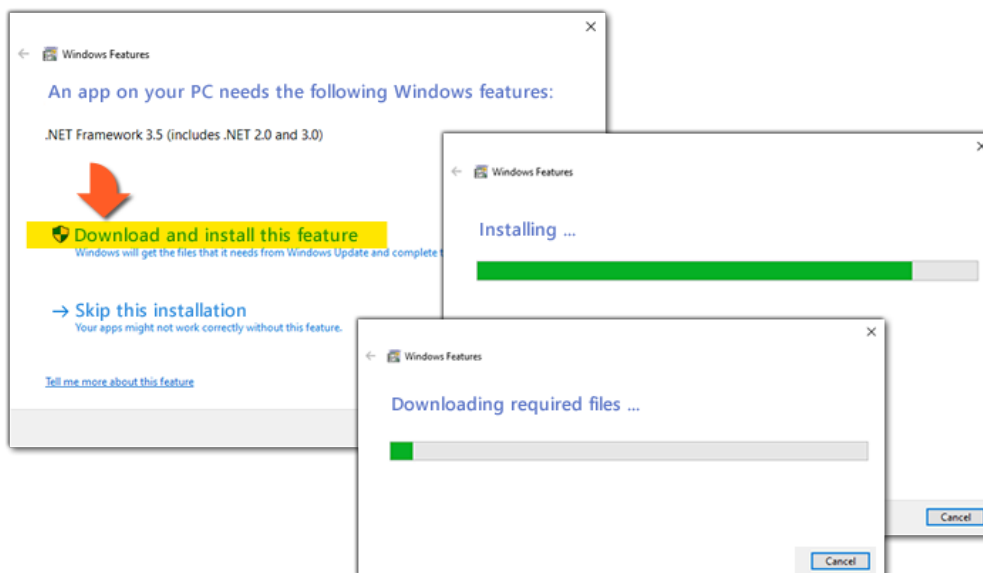 Windows Features
An app on your PC needs the following Windows features:
.NET Framework 3.5 (includes .NET 2.0 and 3.0)
Download and install this feature
Windows will get the files that it needs from Windows Update and complete
Skip this installation
Your apps might not work correctly without this feature.
Tell me more about this feature
Windows Features
Installing ...
Cancel
Windows Features
Downloading required files ...
Cancel